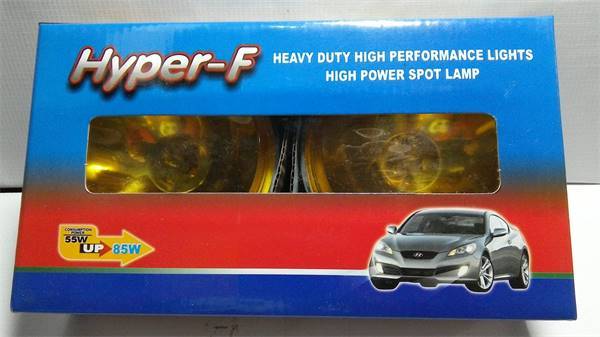 Hyper-F
HEAVY DUTY HIGH PERFORMANCE LIGHTS
HIGH POWER SPOT LAMP
CONSUMPTION
POWER
55W
UP
85W